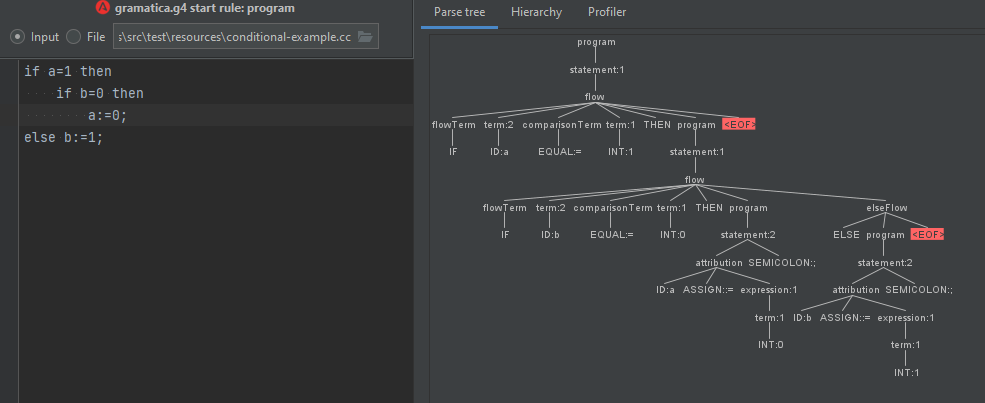 gramatica.g4 start rule: program
Input File ː\src\test\resources\conditional-example.cc
if a=1 then
if b=0 then
a:=0;
else b:=1;
Parse tree Hierarchy Profiler
program
statement:1
flow
flowTerm term:2 comparisonTerm term:1 THEN program <EOF>
IF ID:a EQUAL:= INT:1 statement:1
flow
flowTerm term:2 comparisonTerm term:1 THEN program elseFlow
IF ID:b EQUAL:= INT:0 statement:2 ELSE program <EOF>
attribution SEMICOLON:; statement:2
ID:a ASSIGN::= expression:1 attribution SEMICOLON:;
term:1 ID:b ASSIGN::= expression:1
INT:0 term:1
INT:1